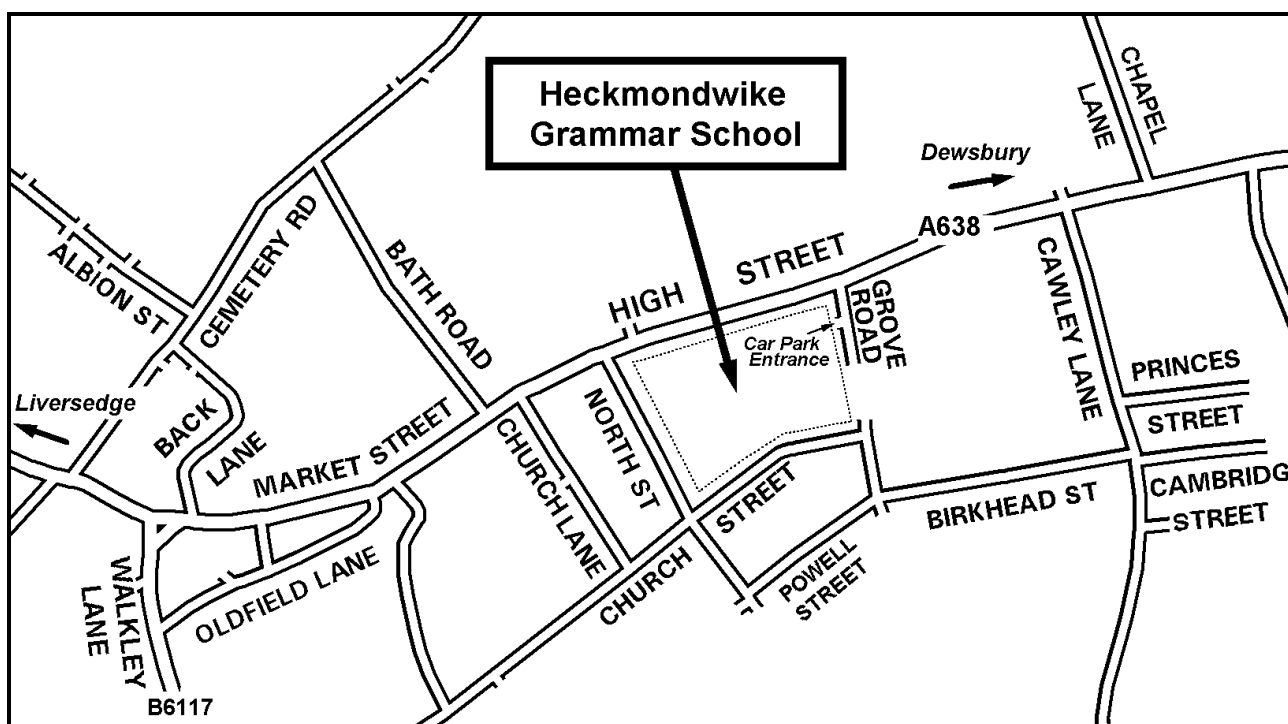 Heckmondwike
Grammar School
CHAPEL
LANE
Dewsbury
A638
HIGH STREET
ALBION ST
CEMETERY RD
BATH ROAD
GROVE
ROAD
Car Park
Entrance
CAWLEY LANE
PRINCES
STREET
Liversedge
BACK
LANE
MARKET STREET
CHURCH LANE
NORTH ST
CHURCH STREET
BIRKHEAD ST
CAMBRIDG
STREET
WALKLEY
LANE
OLDFIELD LANE
POWELL
STREET
B6117